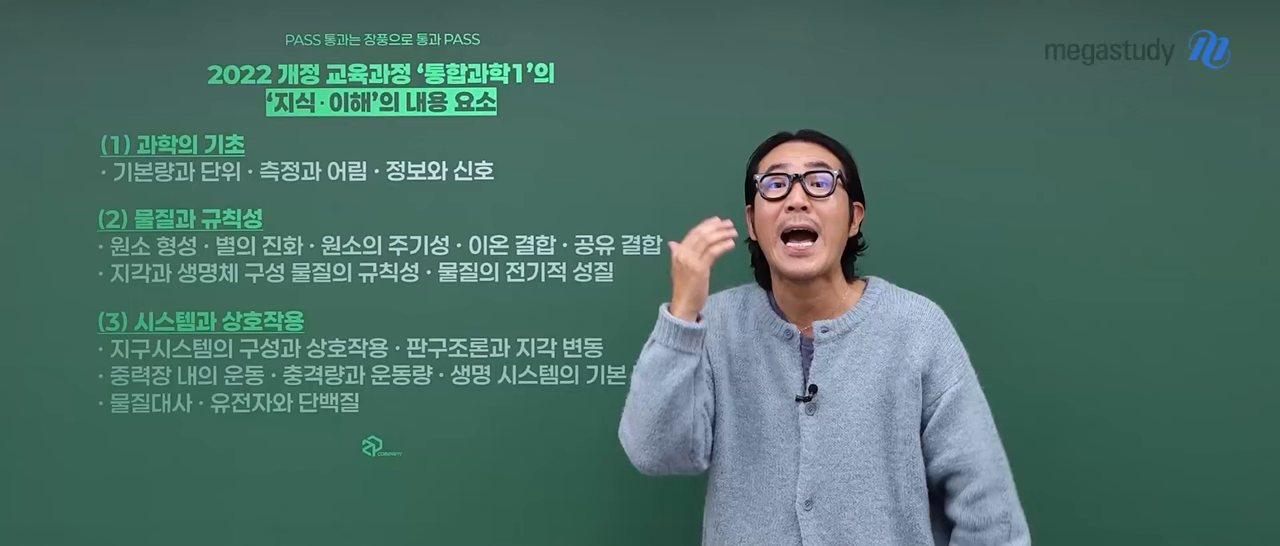 PASS 통과는 장풍으로 통과 PASS
megastudy
2022 개정 교육과정 ‘통합과학1’의
‘지식·이해’의 내용 요소
(1) 과학의 기초
· 기본량과 단위 · 측정과 어림 · 정보와 신호
(2) 물질과 규칙성
· 원소 형성 · 별의 진화 · 원소의 주기성 · 이온 결합 · 공유 결합
· 지각과 생명체 구성 물질의 규칙성 · 물질의 전기적 성질
(3) 시스템과 상호작용
· 지구시스템의 구성과 상호작용 · 판구조론과 지각 변동
· 중력장 내의 운동 · 충격량과 운동량 · 생명 시스템의 기본
· 물질대사 · 유전자와 단백질